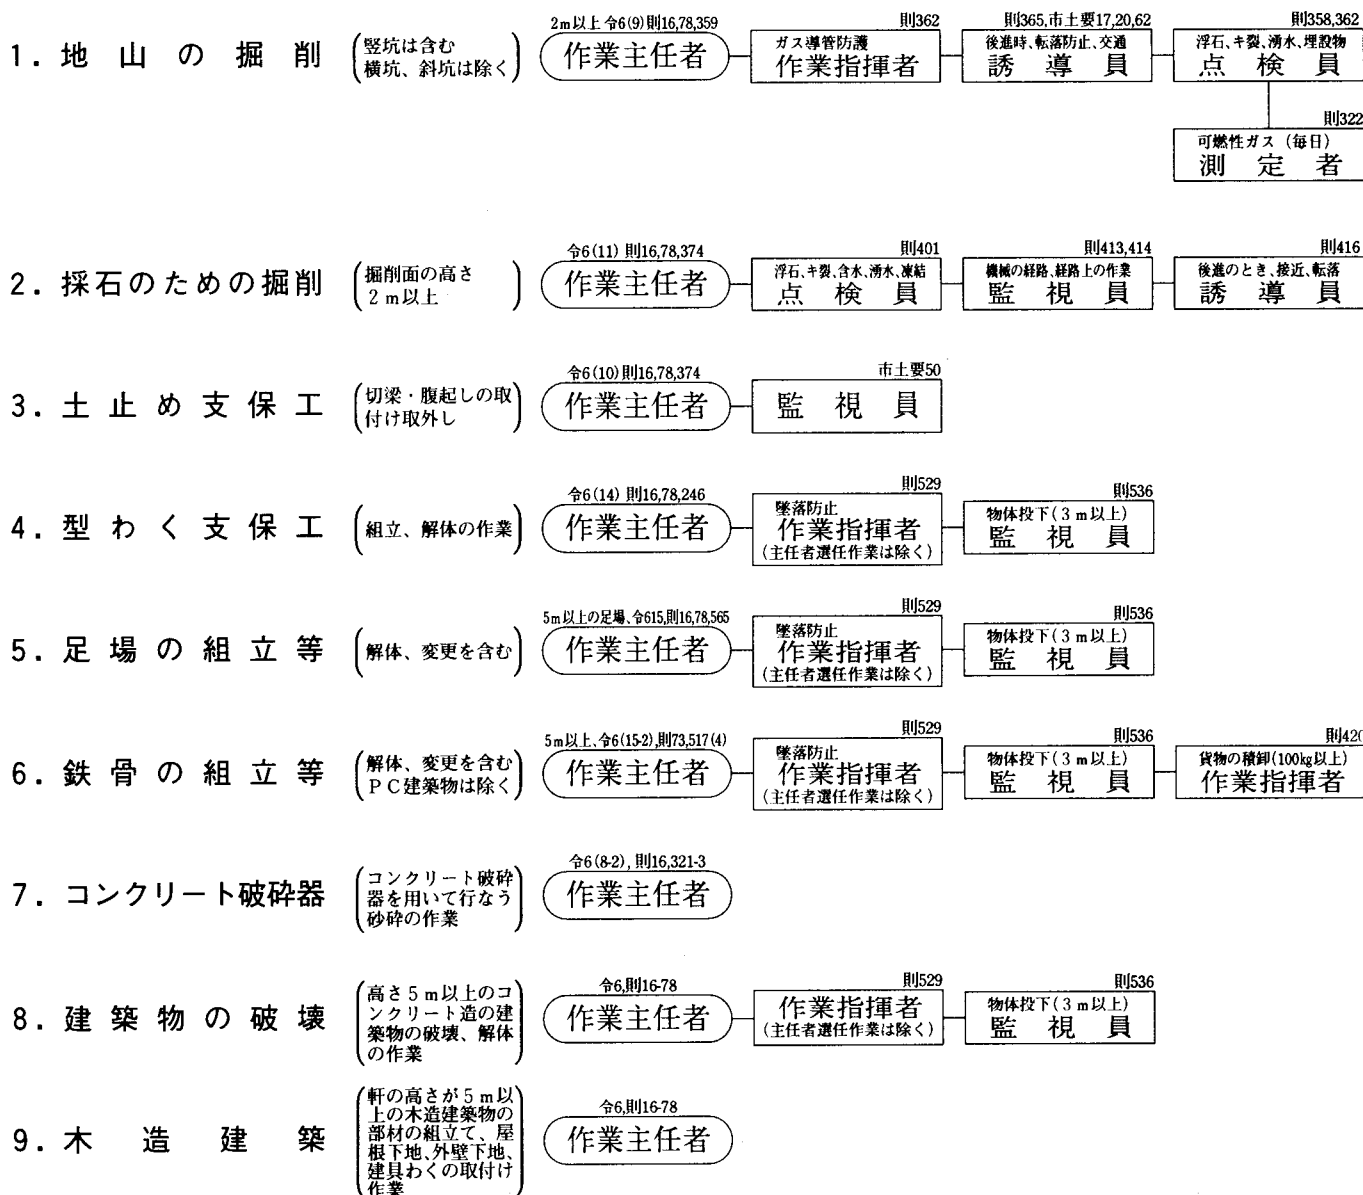 1. 地山の掘削
竪坑は含む
横坑、斜坑は除く
2m以上 令6(9)則16,78,359
作業主任者
則362
ガス導管防護
作業指揮者
則365,市土要17,20,62
後進時、転落防止、交通
誘導員
則358,362
浮石、キ裂、湧水、埋設物
点検員
則322
可燃性ガス(毎日)
測定者
2. 採石のための掘削
掘削面の高さ
2m以上
令6(11) 則16,78,374
作業主任者
則401
浮石、キ裂、含水、湧水、凍結
点検員
則413,414
機械の経路、経路上の作業
監視員
則416
後進のとき、接近、転落
誘導員
3. 土止め支保工
切梁・腹起しの取
付け取外し
令6(10)則16,78,374
作業主任者
市土要50
監視員
4. 型わく支保工
組立、解体の作業
令6(14) 則16,78,246
作業主任者
則529
墜落防止
作業指揮者
(主任者選任作業は除く)
則536
物体投下(3m以上)
監視員
5. 足場の組立等
解体、変更を含む
5m以上の足場、令615,則16,78,565
作業主任者
則529
墜落防止
作業指揮者
(主任者選任作業は除く)
則536
物体投下(3m以上)
監視員
6. 鉄骨の組立等
解体、変更を含む
PC建築物は除く
5m以上、令6(15-2),則73,517(4)
作業主任者
則529
墜落防止
作業指揮者
(主任者選任作業は除く)
則536
物体投下(3m以上)
監視員
則420
貨物の積卸(100kg以上)
作業指揮者
7. コンクリート破砕器
コンクリート破砕
器を用いて行なう
砂砕の作業
令6(8-2), 則16,321-3
作業主任者
8. 建築物の破壊
高さ5m以上のコ
ンクリート造の建
築物の破壊、解体
の作業
令6,則16-78
作業主任者
則529
作業指揮者
(主任者選任作業は除く)
則536
物体投下(3m以上)
監視員
9. 木造建築
軒の高さが5m以
上の木造建築物の
部材の組立て、屋
根下地、外壁下地、
建具わくの取付け
作業
令6,則16-78
作業主任者